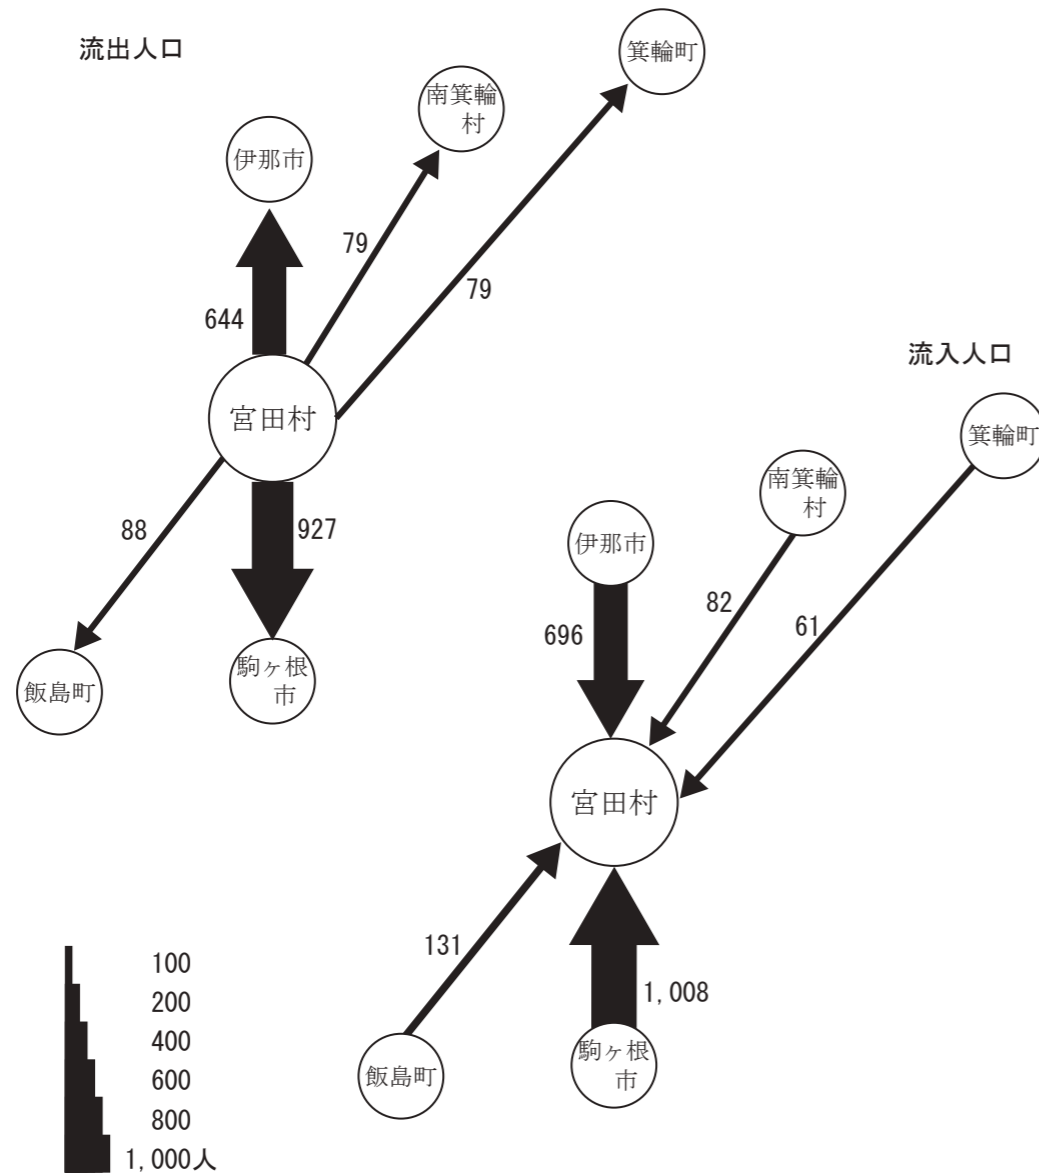 流出人口
箕輪町
南箕輪
村
伊那市
79
79
644
宮田村
88
927
飯島町
駒ヶ根
市
流入人口
箕輪町
南箕輪
村
伊那市
82
61
696
宮田村
131
1,008
飯島町
駒ヶ根
市
100
200
400
600
800
1,000人